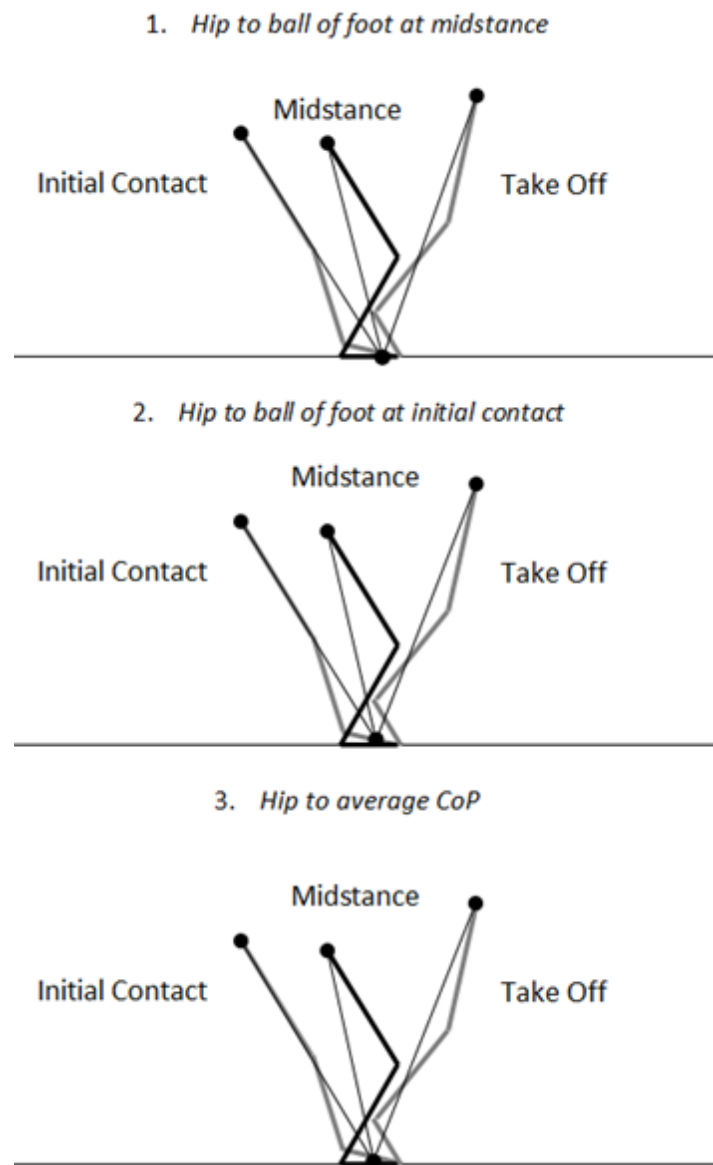 1. Hip to ball of foot at midstance
Midstance
Initial Contact
Take Off
2. Hip to ball of foot at initial contact
Midstance
Initial Contact
Take Off
3. Hip to average CoP
Midstance
Initial Contact
Take Off